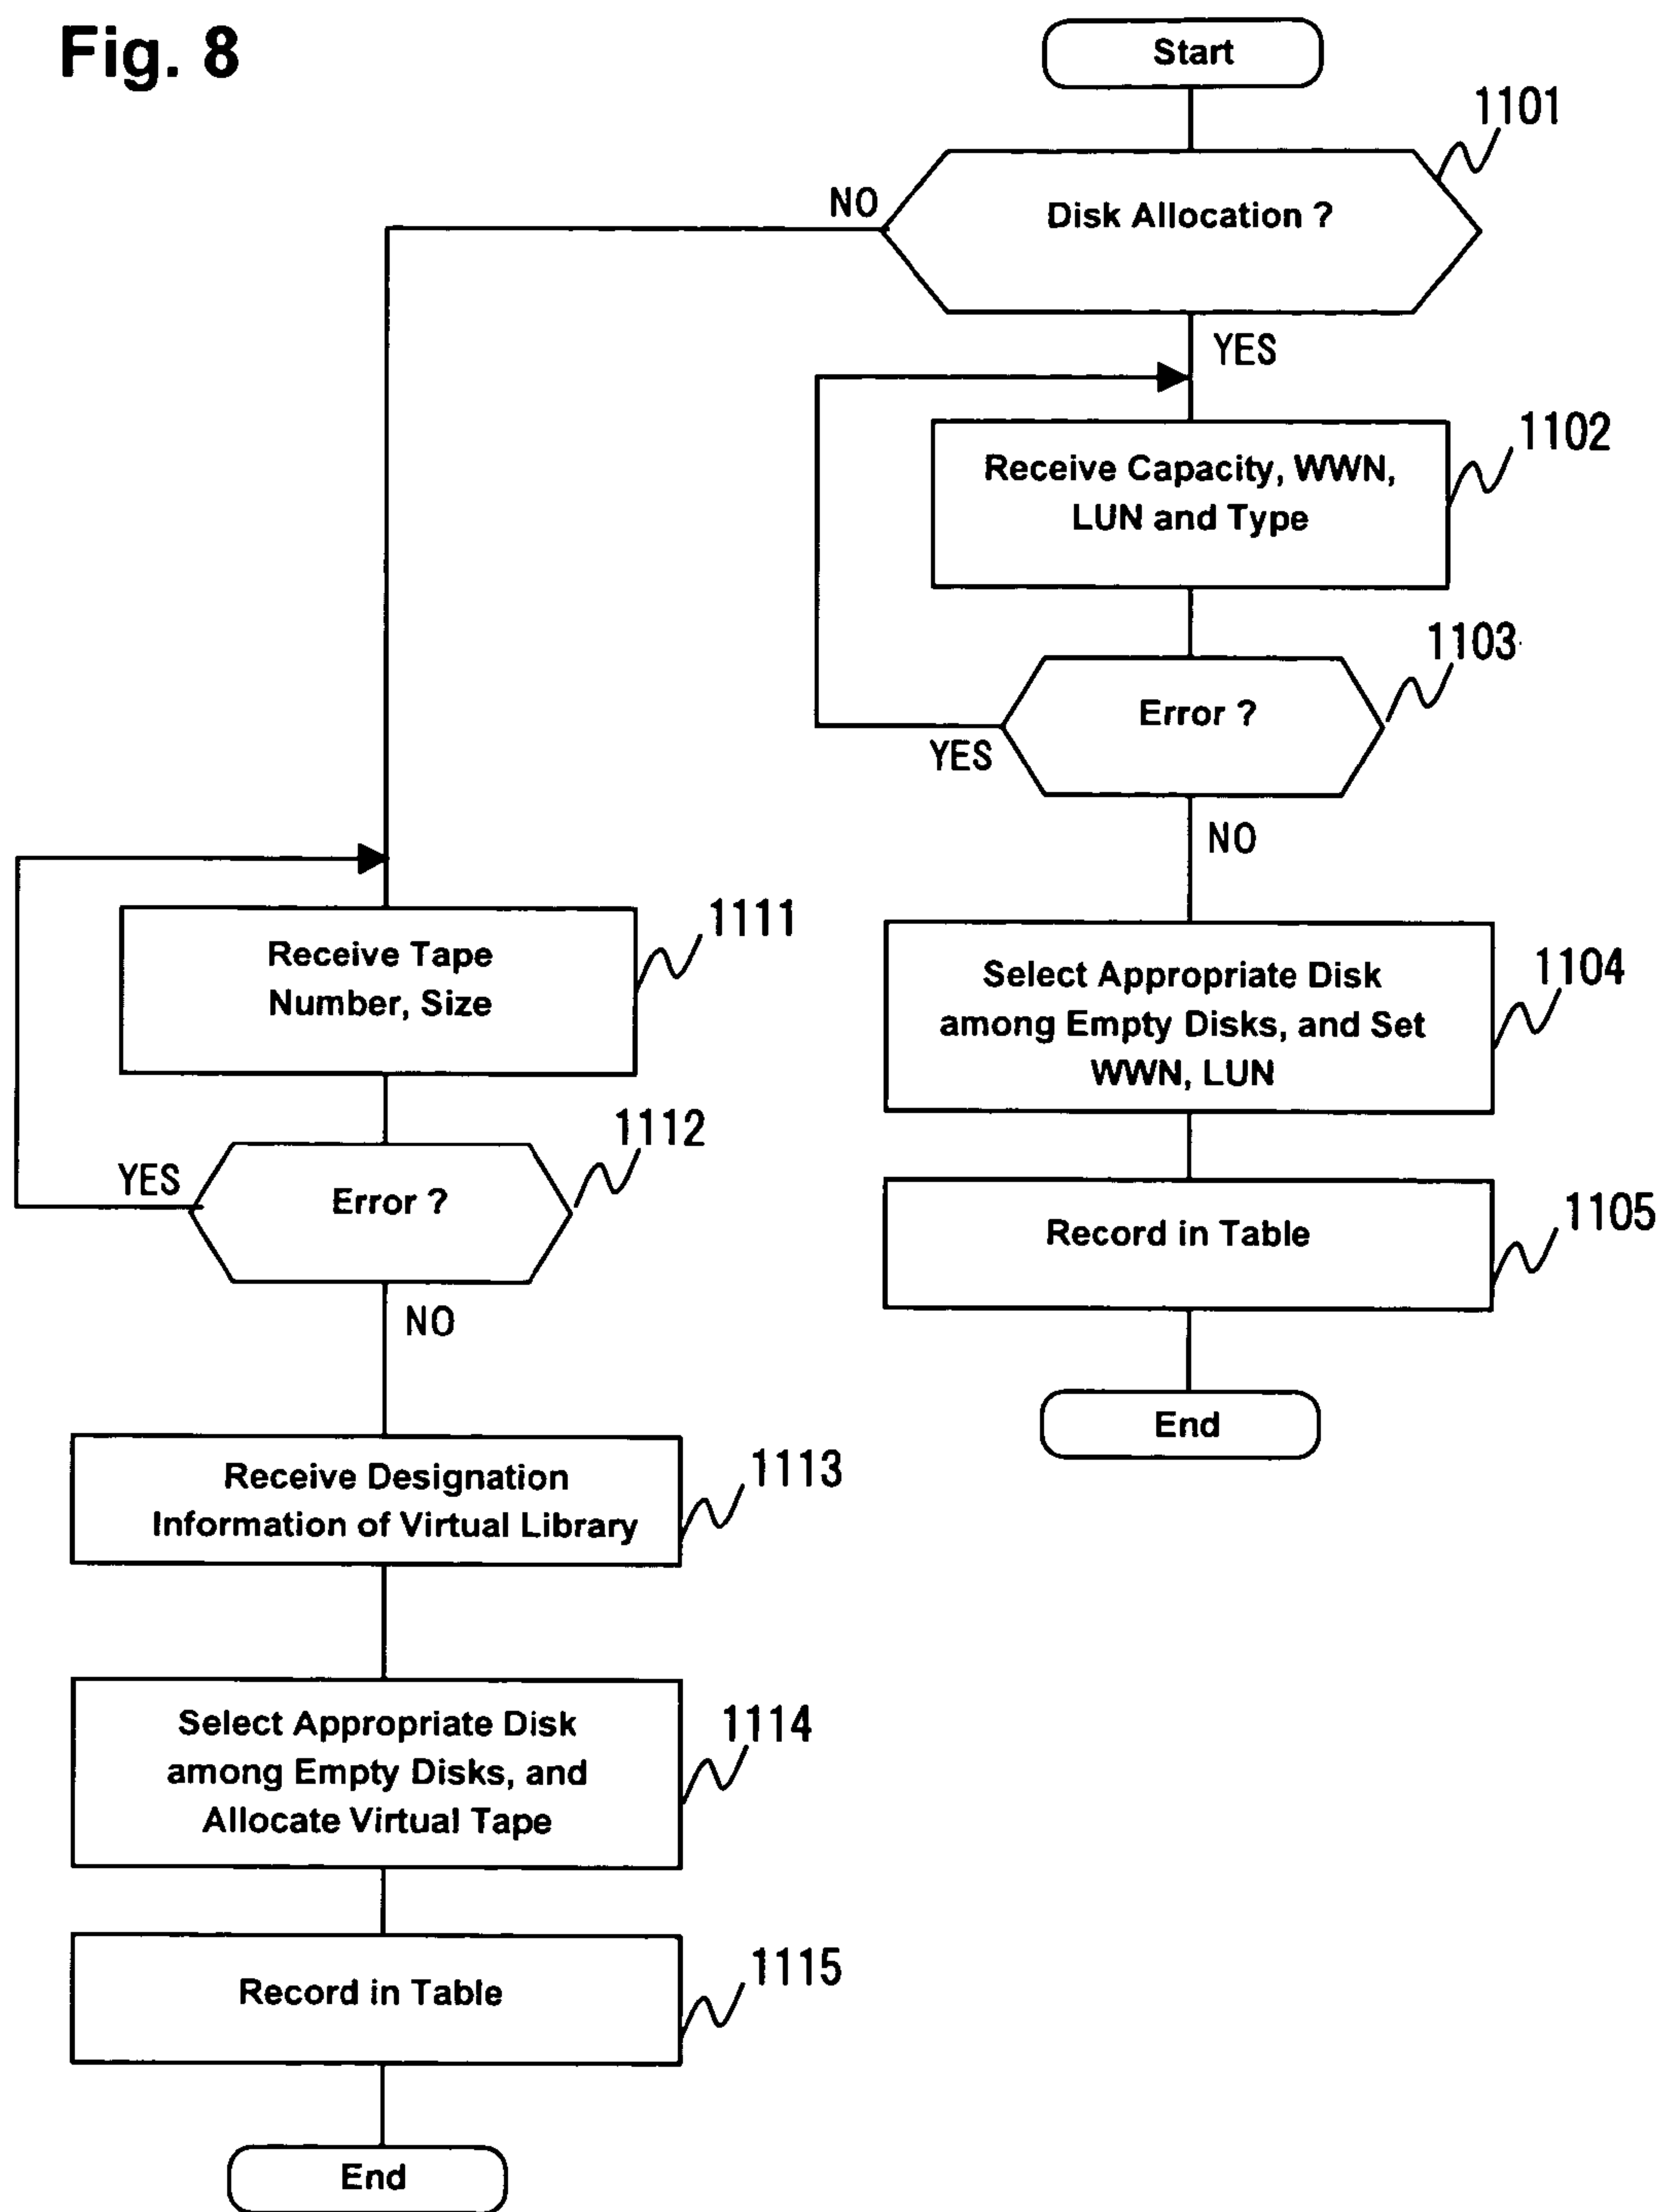 Fig. 8
Start
1101
NO
Disk Allocation ?
YES
1102
Receive Capacity, WWN,
LUN and Type
1103
Error ?
YES
NO
1104
Select Appropriate Disk
among Empty Disks, and Set
WWN, LUN
1105
Record in Table
End
1111
Receive Tape
Number, Size
1112
YES
Error ?
NO
1113
Receive Designation
Information of Virtual Library
1114
Select Appropriate Disk
among Empty Disks, and
Allocate Virtual Tape
1115
Record in Table
End